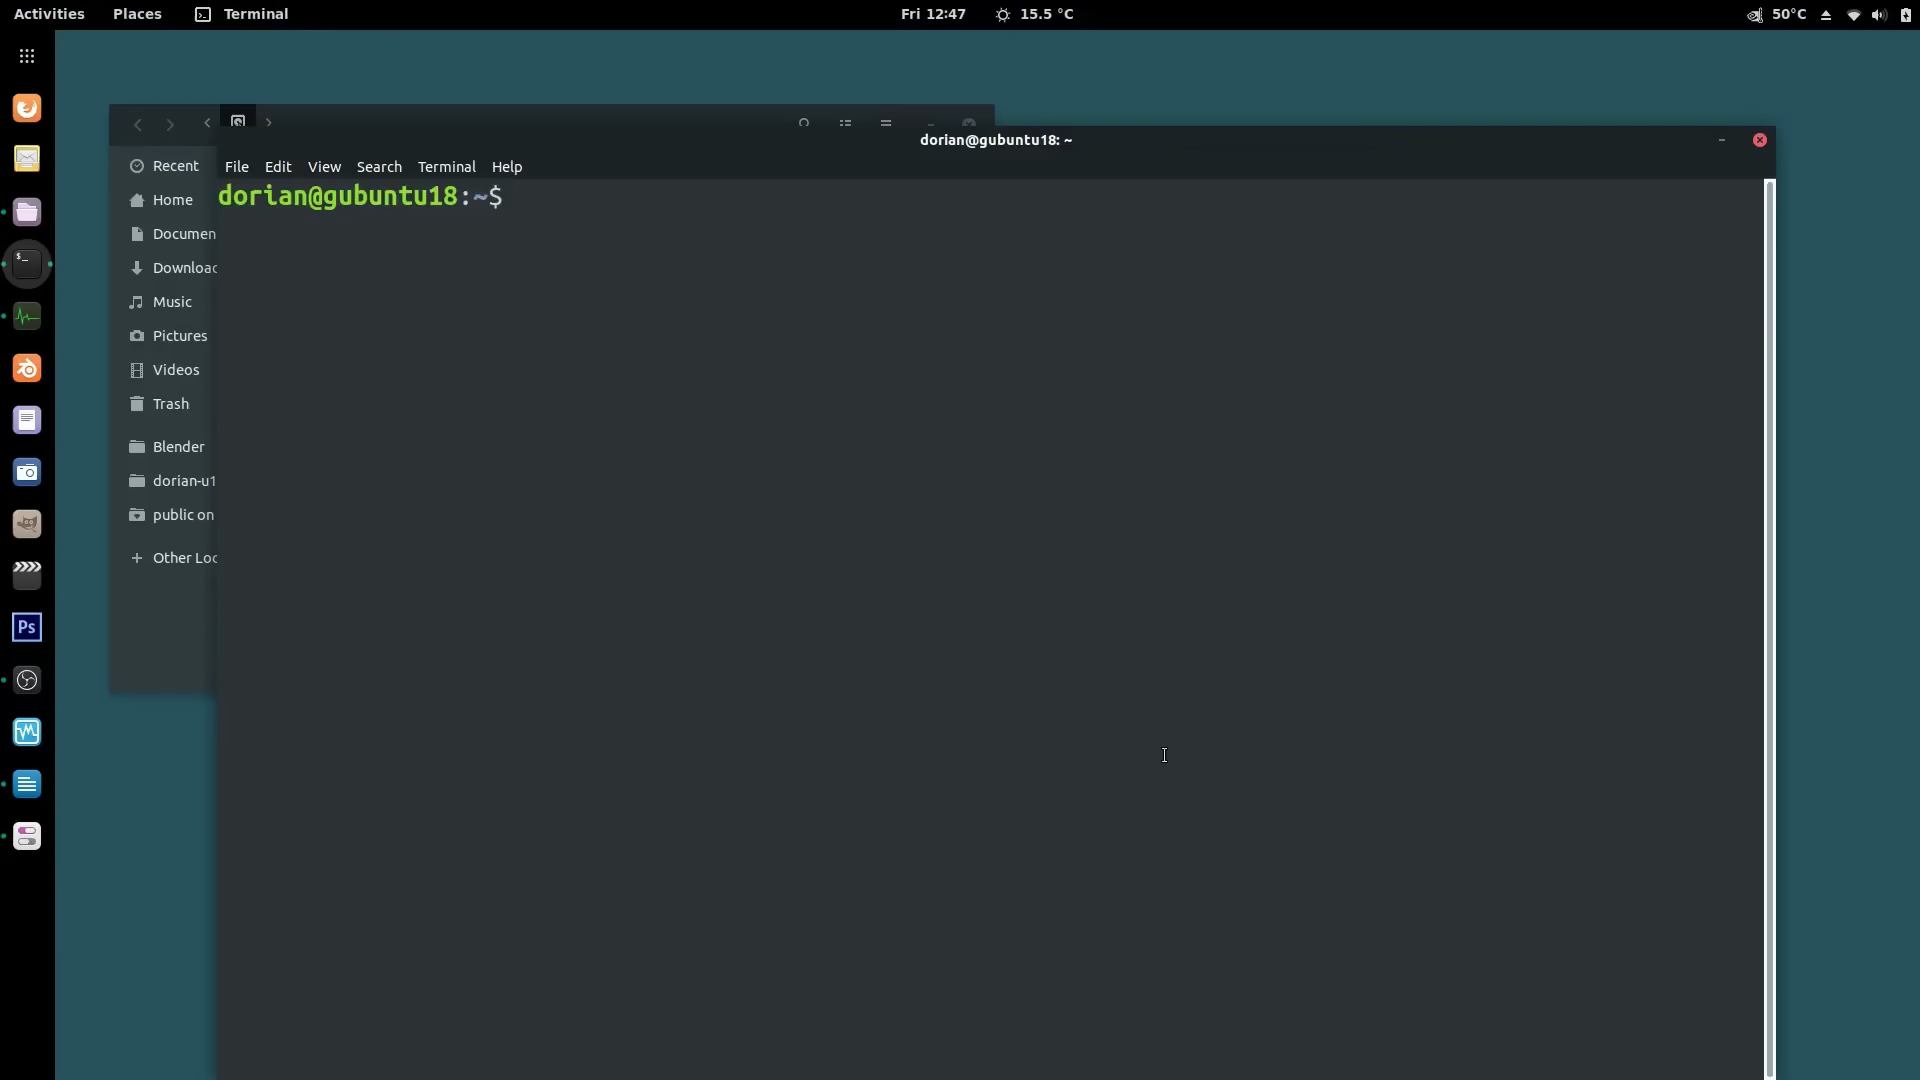 Activities Places Terminal Fri 12:47 15.5 °C 50°C
dorian@gubuntu18: ~
File Edit View Search Terminal Help
dorian@gubuntu18:~$
Recent
Home
Documen
Downloac
Music
Pictures
Videos
Trash
Blender
dorian-u1
public on
Other Loc
$_
Ps